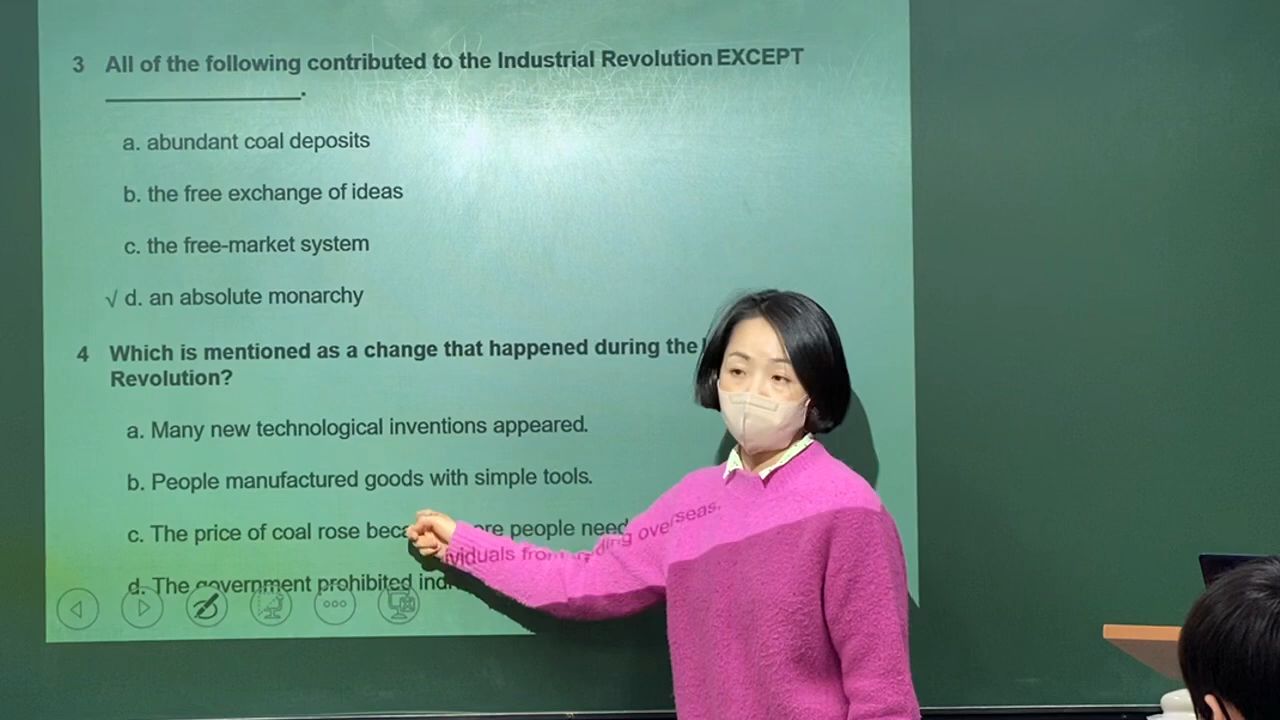 3 All of the following contributed to the Industrial Revolution EXCEPT
.
a. abundant coal deposits
b. the free exchange of ideas
c. the free-market system
√ d. an absolute monarchy
4 Which is mentioned as a change that happened during the
Revolution?
a. Many new technological inventions appeared.
b. People manufactured goods with simple tools.
c. The price of coal rose people
d. The government prohibited overseas.